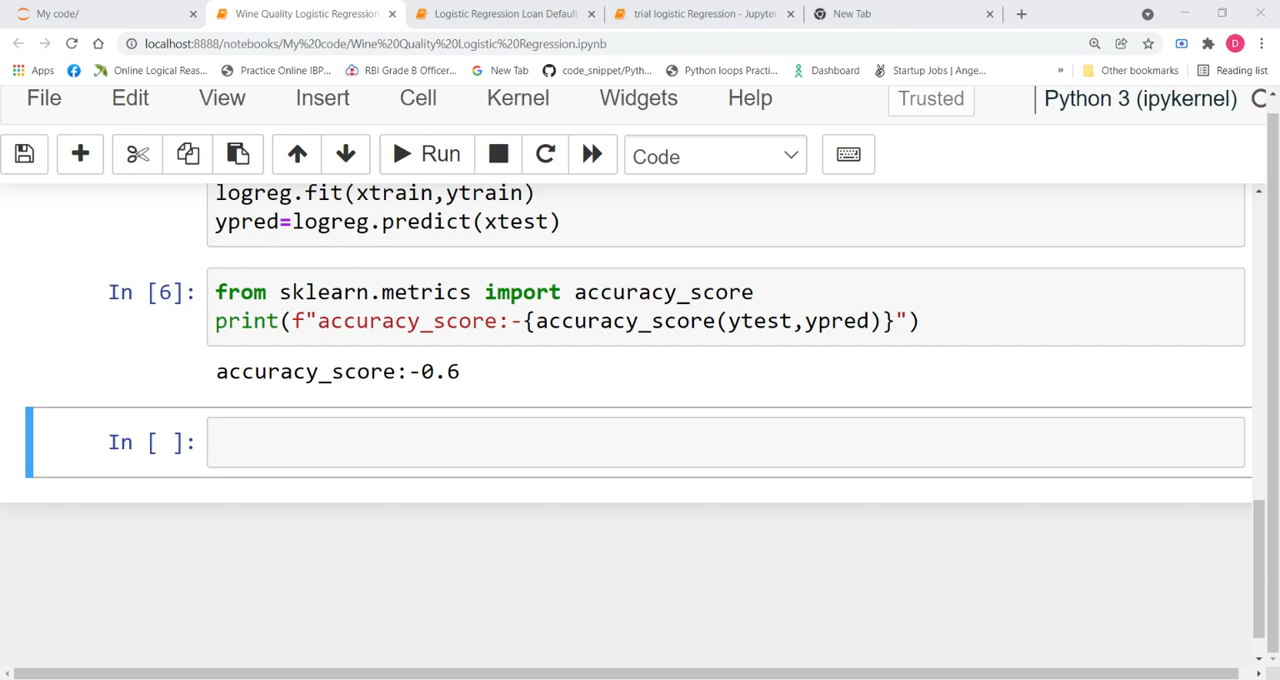 My code/
Wine Quality Logistic Regression
Logistic Regression Loan Default
trial logistic Regression - Jupyter
New Tab
localhost:8888/notebooks/My%20code/Wine%20Quality%20Logistic%20Regression.ipynb
D
Apps
Online Logical Reas...
Practice Online IBP...
RBI Grade B Officer...
New Tab
code_snippet/Pyth...
Python loops Practi...
Dashboard
Startup Jobs | Ange...
»
Other bookmarks
Reading list
File Edit View Insert Cell Kernel Widgets Help
Trusted
Python 3 (ipykernel)
Run
Code
logreg.fit(xtrain,ytrain)
ypred=logreg.predict(xtest)
In [6]:
from sklearn.metrics import accuracy_score
print(f"accuracy_score:-{accuracy_score(ytest,ypred)}")
accuracy_score:-0.6
In [ ]: